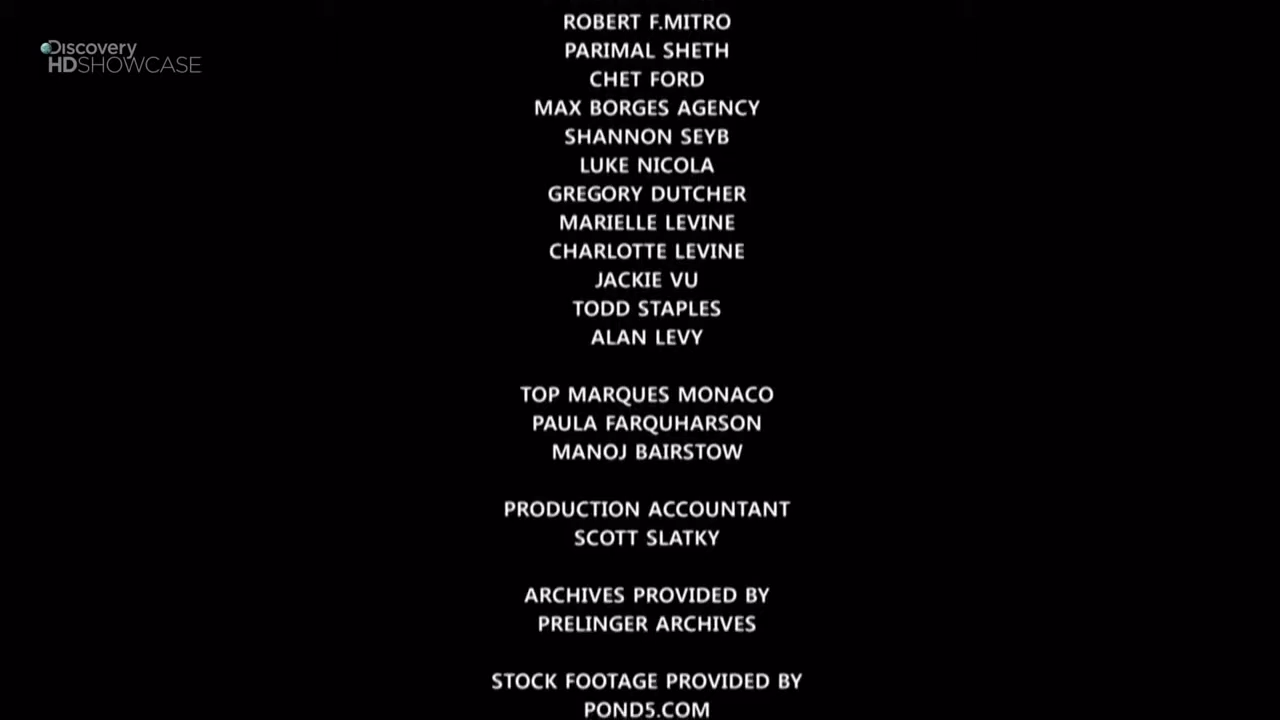 Discovery
HDSHOWCASE
ROBERT F.MITRO
PARIMAL SHETH
CHET FORD
MAX BORGES AGENCY
SHANNON SEYB
LUKE NICOLA
GREGORY DUTCHER
MARIELLE LEVINE
CHARLOTTE LEVINE
JACKIE VU
TODD STAPLES
ALAN LEVY
TOP MARQUES MONACO
PAULA FARQUHARSON
MANOJ BAIRSTOW
PRODUCTION ACCOUNTANT
SCOTT SLATKY
ARCHIVES PROVIDED BY
PRELINGER ARCHIVES
STOCK FOOTAGE PROVIDED BY
POND5.COM